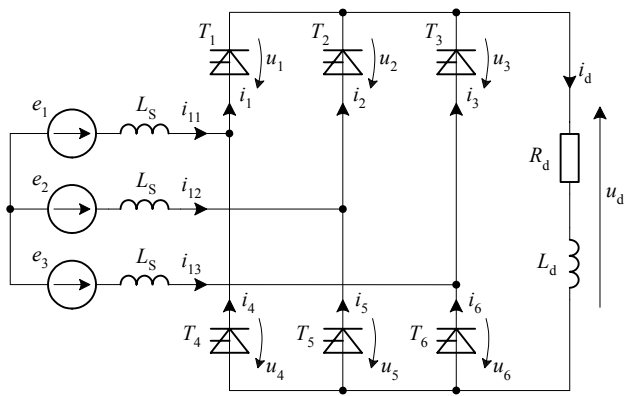 T1 T2 T3
u1 u2 u3
e1 LS i11 i1 i2 i3 id
e2 LS i12 Rd ud
e3 LS i13 Ld
i4 i5 i6
T4 T5 T6
u4 u5 u6